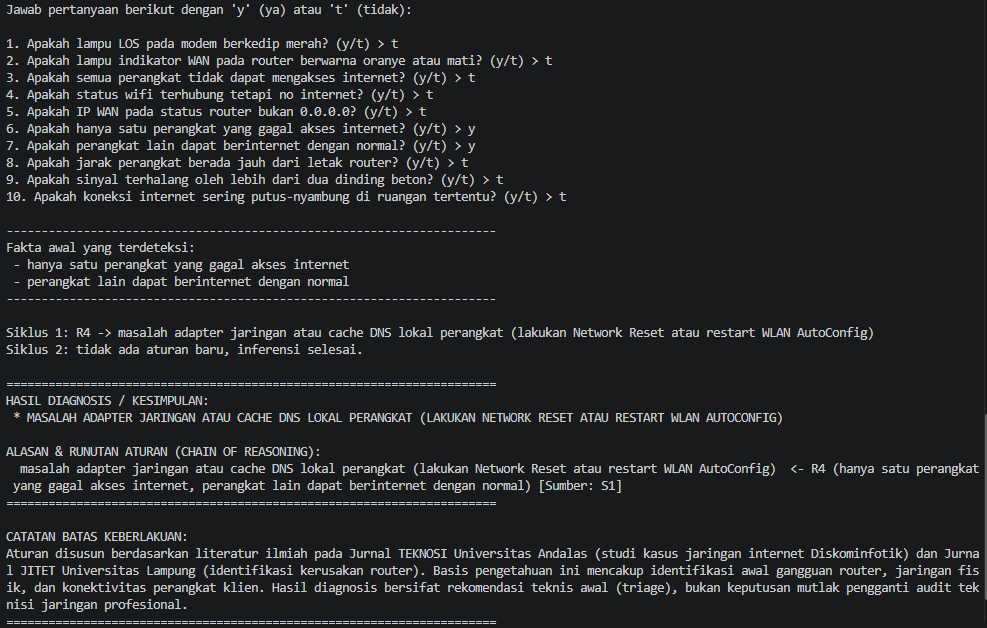 Jawab pertanyaan berikut dengan 'y' (ya) atau 't' (tidak):
1. Apakah lampu LOS pada modem berkedip merah? (y/t) > t
2. Apakah lampu indikator WAN pada router berwarna oranye atau mati? (y/t) > t
3. Apakah semua perangkat tidak dapat mengakses internet? (y/t) > t
4. Apakah status wifi terhubung tetapi no internet? (y/t) > t
5. Apakah IP WAN pada status router bukan 0.0.0.0? (y/t) > t
6. Apakah hanya satu perangkat yang gagal akses internet? (y/t) > y
7. Apakah perangkat lain dapat berinternet dengan normal? (y/t) > y
8. Apakah jarak perangkat berada jauh dari letak router? (y/t) > t
9. Apakah sinyal terhalang oleh lebih dari dua dinding beton? (y/t) > t
10. Apakah koneksi internet sering putus-nyambung di ruangan tertentu? (y/t) > t
----------------------------------------------------------------------
Fakta awal yang terdeteksi:
- hanya satu perangkat yang gagal akses internet
- perangkat lain dapat berinternet dengan normal
----------------------------------------------------------------------
Siklus 1: R4 -> masalah adapter jaringan atau cache DNS lokal perangkat (lakukan Network Reset atau restart WLAN AutoConfig)
Siklus 2: tidak ada aturan baru, inferensi selesai.
======================================================================
HASIL DIAGNOSIS / KESIMPULAN:
* MASALAH ADAPTER JARINGAN ATAU CACHE DNS LOKAL PERANGKAT (LAKUKAN NETWORK RESET ATAU RESTART WLAN AUTOCONFIG)
ALASAN & RUNUTAN ATURAN (CHAIN OF REASONING):
masalah adapter jaringan atau cache DNS lokal perangkat (lakukan Network Reset atau restart WLAN AutoConfig)  <- R4 (hanya satu perangkat
yang gagal akses internet, perangkat lain dapat berinternet dengan normal) [Sumber: S1]
======================================================================
CATATAN BATAS KEBERLAKUAN:
Aturan disusun berdasarkan literatur ilmiah pada Jurnal TEKNOSI Universitas Andalas (studi kasus jaringan internet Diskominfotik) dan Jurna
l JITET Universitas Lampung (identifikasi kerusakan router). Basis pengetahuan ini mencakup identifikasi awal gangguan router, jaringan fis
ik, dan konektivitas perangkat klien. Hasil diagnosis bersifat rekomendasi teknis awal (triage), bukan keputusan mutlak pengganti audit tek
nisi jaringan profesional.
======================================================================